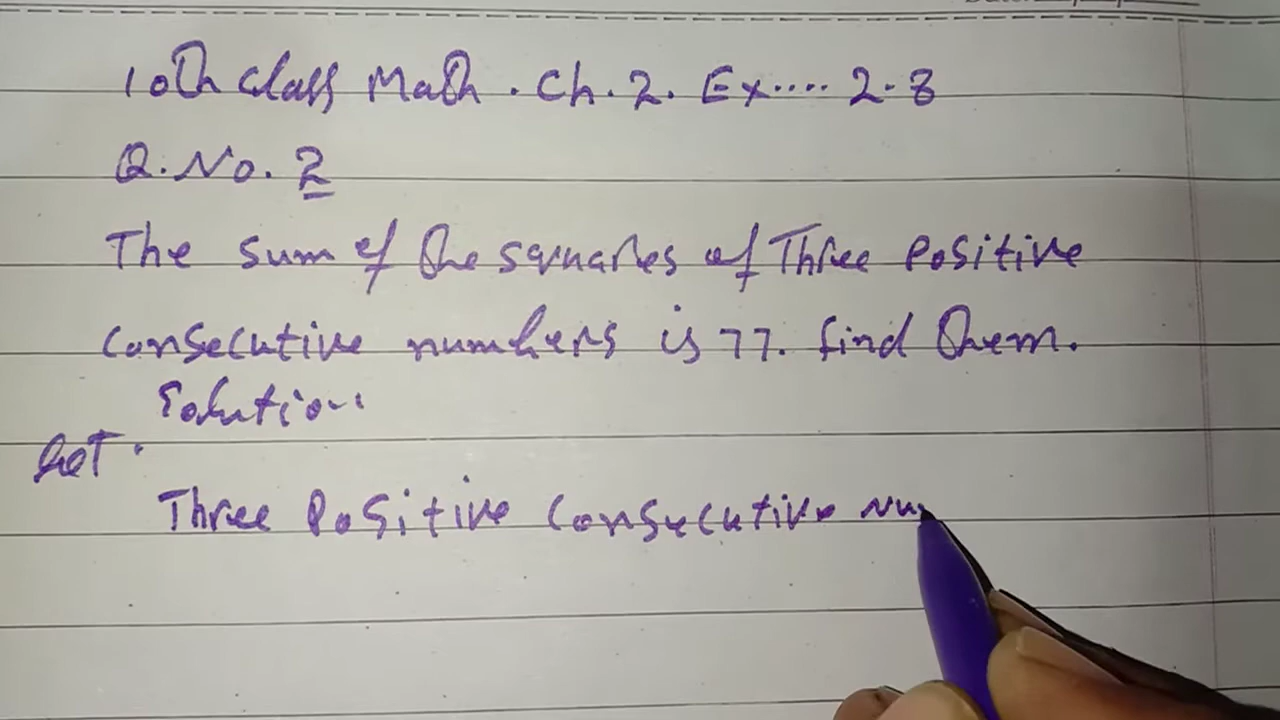 10th class Math. Ch. 2. Ex.... 2.8
Q. No. 2
The sum of the squares of Three Positive
consecutive numbers is 77. find them.
Solution:
Let.
Three Positive Consecutive Nu